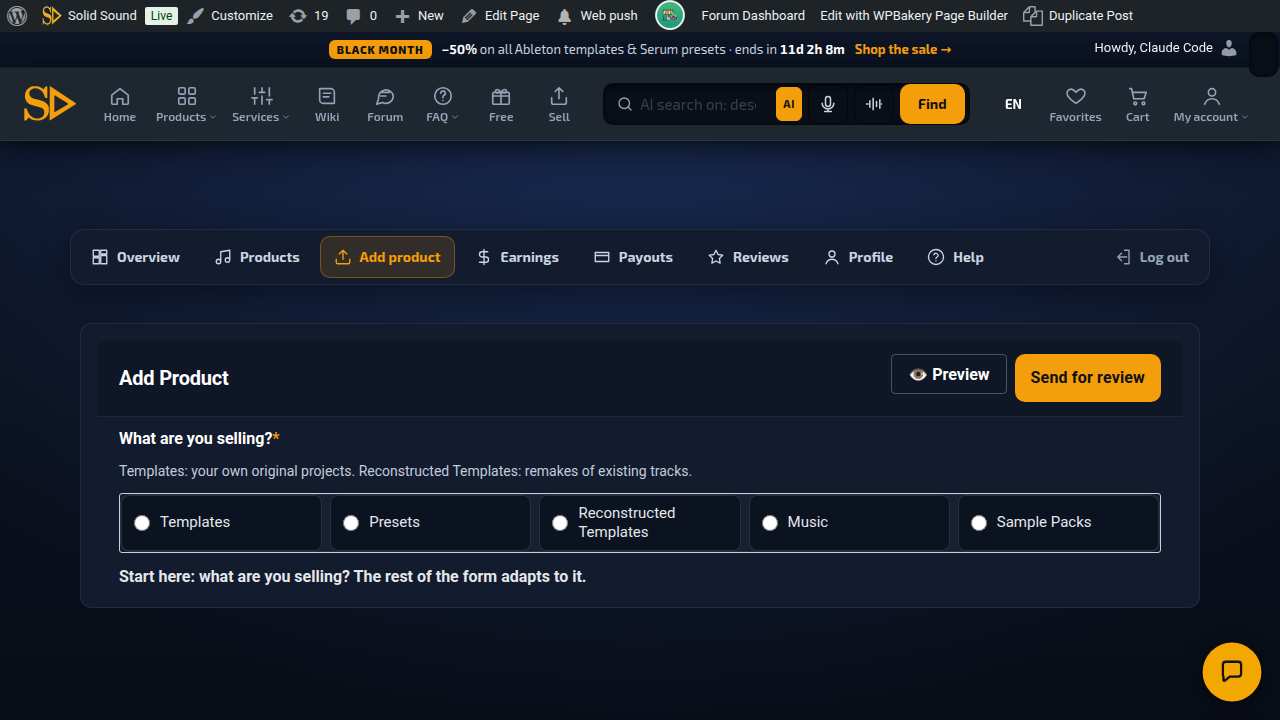 Solid Sound Live Customize 19 0 New Edit Page Web push Forum Dashboard Edit with WPBakery Page Builder Duplicate Post
BLACK MONTH −50% on all Ableton templates & Serum presets · ends in 11d 2h 8m Shop the sale →
Howdy, Claude Code
Home Products Services Wiki Forum FAQ Free Sell
AI search on: desc AI Find
EN
Favorites Cart My account
Overview Products Add product Earnings Payouts Reviews Profile Help Log out
Add Product
Preview Send for review
What are you selling?*
Templates: your own original projects. Reconstructed Templates: remakes of existing tracks.
Templates
Presets
Reconstructed
Templates
Music
Sample Packs
Start here: what are you selling? The rest of the form adapts to it.